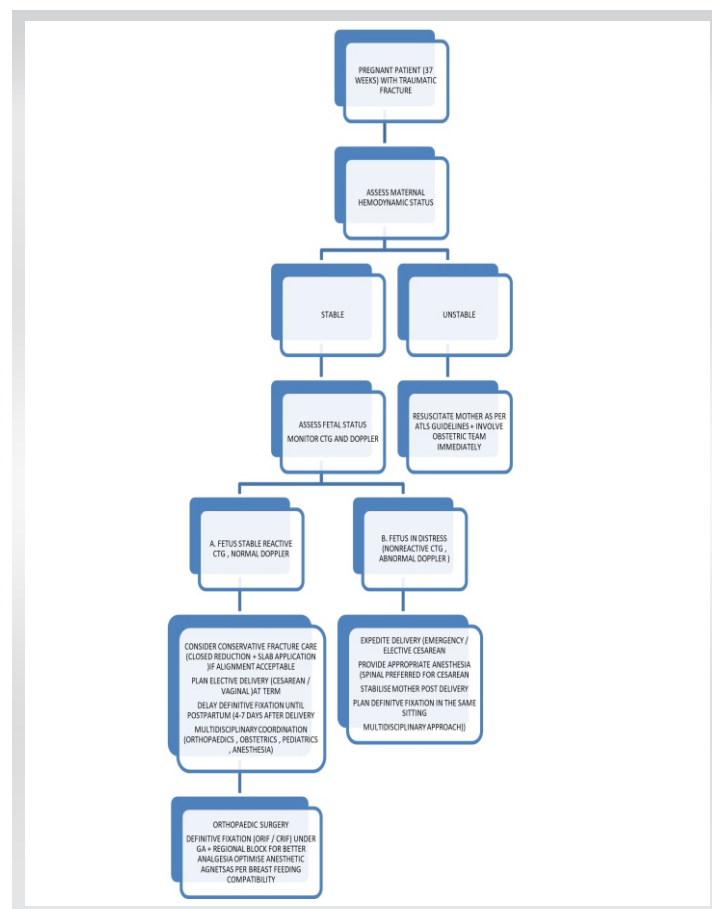 PREGNANT PATIENT (37
WEEKS) WITH TRAUMATIC
FRACTURE
ASSESS MATERNAL
HEMODYNAMIC STATUS
STABLE
UNSTABLE
ASSESS FETAL STATUS
MONITOR CTG AND DOPPLER
RESUSCITATE MOTHER AS PER
ATLS GUIDELINES + INVOLVE
OBSTETRIC TEAM
IMMEDIATELY
A. FETUS STABLE REACTIVE
CTG , NORMAL DOPPLER
B. FETUS IN DISTRESS
(NONREACTIVE CTG ,
ABNORMAL DOPPLER )
CONSIDER CONSERVATIVE FRACTURE CARE
(CLOSED REDUCTION + SLAB APPLICATION
)IF ALIGNMENT ACCEPTABLE
PLAN ELECTIVE DELIVERY (CESAREAN /
VAGINAL )AT TERM
DELAY DEFINITIVE FIXATION UNTIL
POSTPARTUM (4-7 DAYS AFTER DELIVERY
MULTIDISCIPLINARY COORDINATION
(ORTHOPAEDICS , OBSTETRICS , PEDIATRICS
, ANESTHESIA)
EXPEDITE DELIVERY (EMERGENCY /
ELECTIVE CESAREAN
PROVIDE APPROPRIATE ANESTHESIA
(SPINAL PREFERRED FOR CESAREAN
STABILISE MOTHER POST DELIVERY
PLAN DEFINITVE FIXATION IN THE SAME
SITTING
MULTIDISCIPLINARY APPROACH))
ORTHOPAEDIC SURGERY
DEFINITIVE FIXATION (ORIF / CRIF) UNDER
GA + REGIONAL BLOCK FOR BETTER
ANALGESIA OPTIMISE ANESTHETIC
AGNETSAS PER BREAST FEEDING
COMPATIBILITY